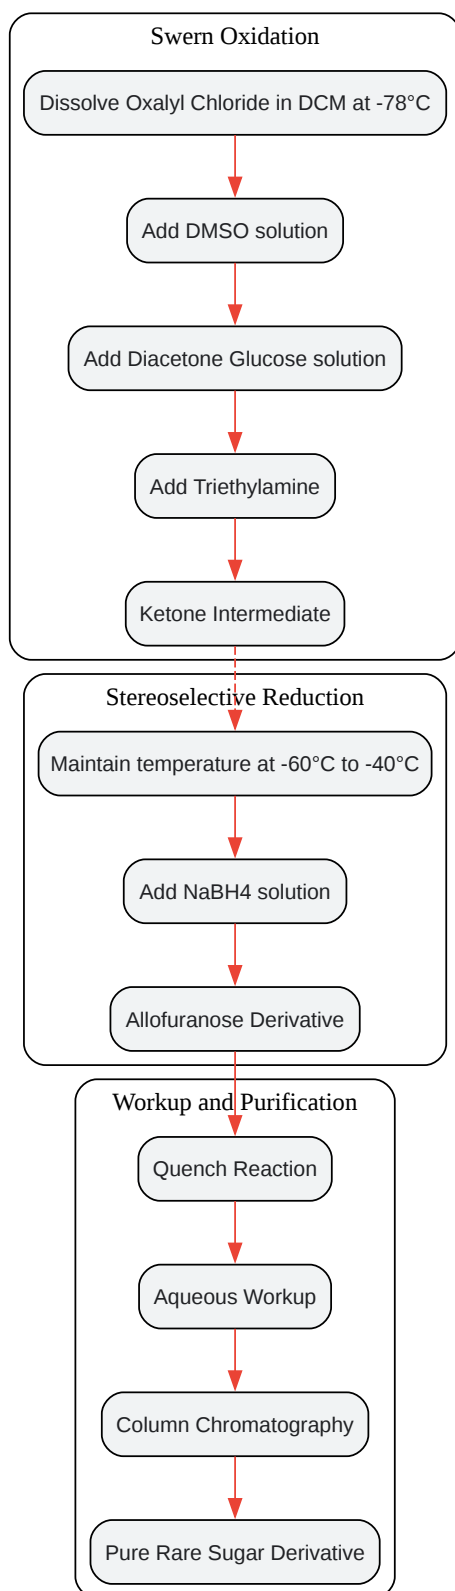 Swern Oxidation
Dissolve Oxalyl Chloride in DCM at -78°C
Add DMSO solution
Add Diacetone Glucose solution
Add Triethylamine
Ketone Intermediate
Stereoselective Reduction
Maintain temperature at -60°C to -40°C
Add NaBH4 solution
Allofuranose Derivative
Workup and Purification
Quench Reaction
Aqueous Workup
Column Chromatography
Pure Rare Sugar Derivative